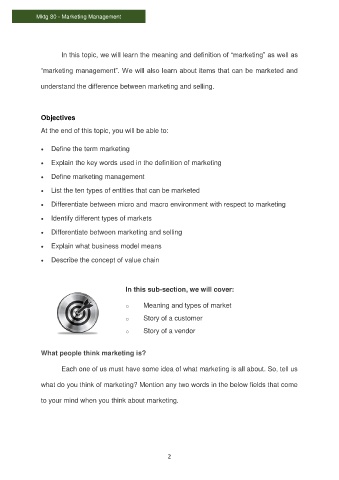 Mktg 80 - Marketing Management
In this topic, we will learn the meaning and definition of “marketing” as well as
“marketing management”. We will also learn about items that can be marketed and
understand the difference between marketing and selling.
Objectives
At the end of this topic, you will be able to:
• Define the term marketing
• Explain the key words used in the definition of marketing
• Define marketing management
• List the ten types of entities that can be marketed
• Differentiate between micro and macro environment with respect to marketing
• Identify different types of markets
• Differentiate between marketing and selling
• Explain what business model means
• Describe the concept of value chain
In this sub-section, we will cover:
o Meaning and types of market
o Story of a customer
o Story of a vendor
What people think marketing is?
Each one of us must have some idea of what marketing is all about. So, tell us
what do you think of marketing? Mention any two words in the below fields that come
to your mind when you think about marketing.
2